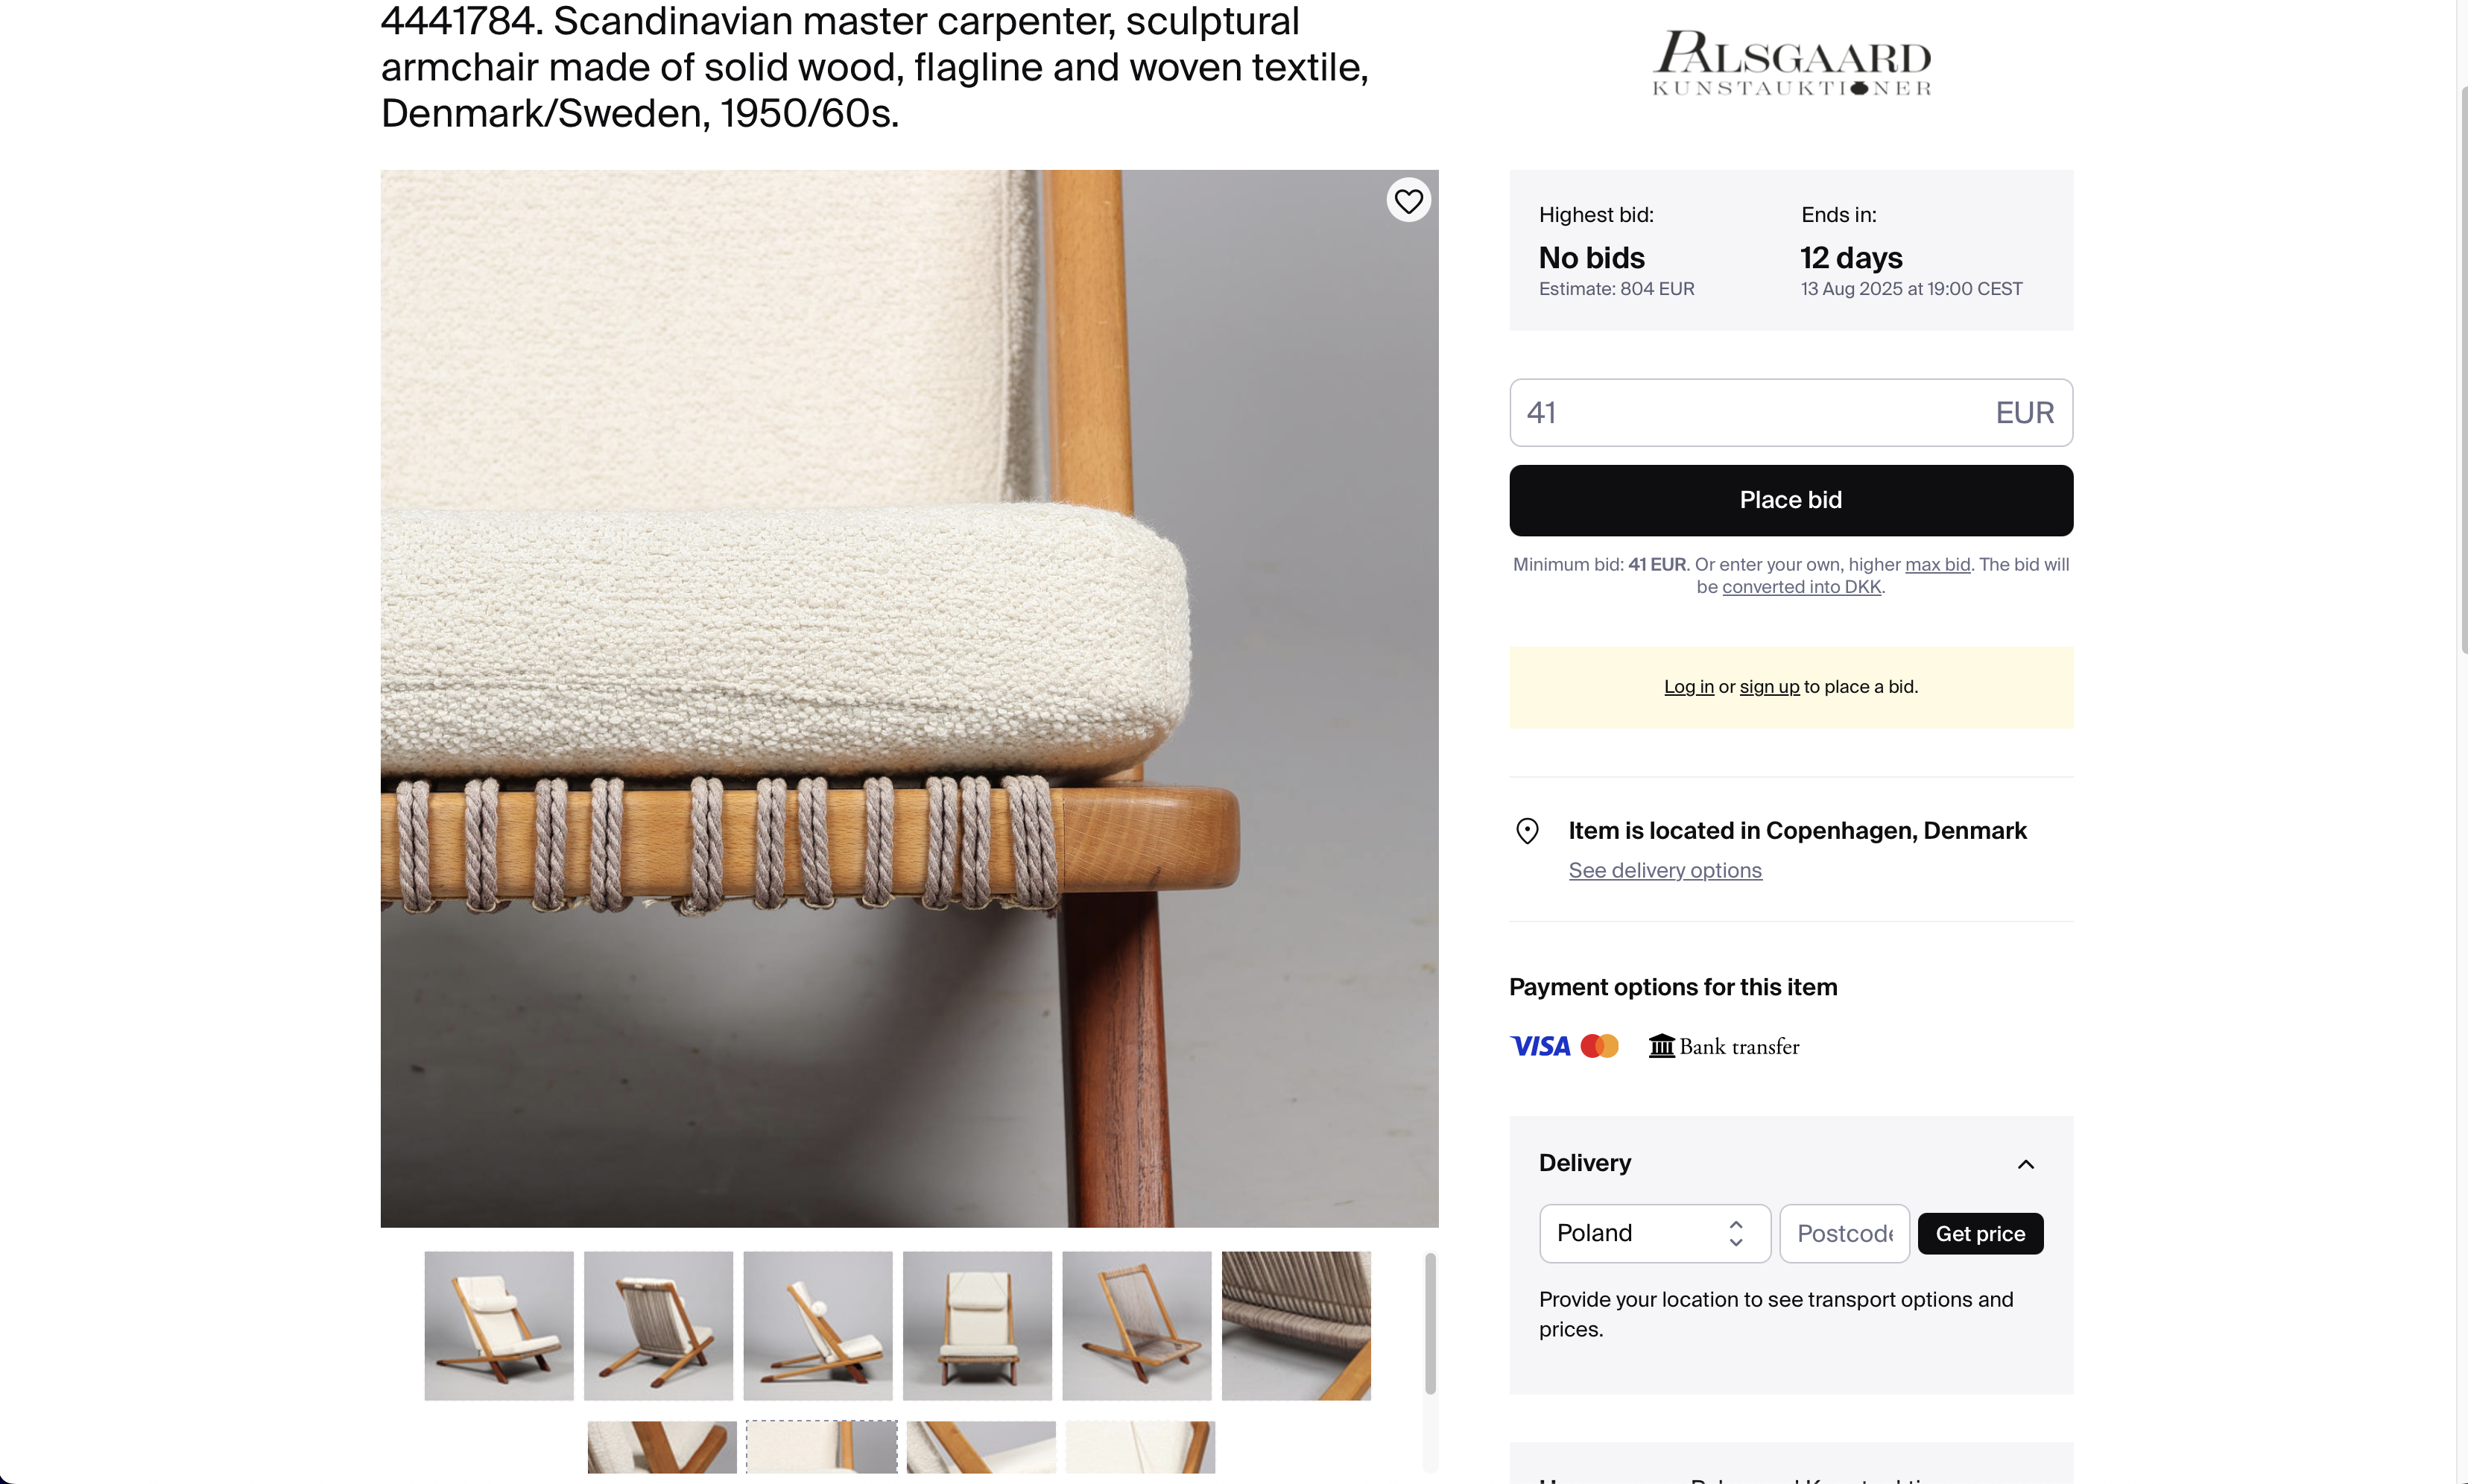 4441784. Scandinavian master carpenter, sculptural
armchair made of solid wood, flagline and woven textile,
Denmark/Sweden, 1950/60s.
PALSGAARD
KUNSTAUKTIONER
Highest bid:
No bids
Estimate: 804 EUR
Ends in:
12 days
13 Aug 2025 at 19:00 CEST
41 EUR
Place bid
Minimum bid: 41 EUR. Or enter your own, higher max bid. The bid will
be converted into DKK.
Log in or sign up to place a bid.
Item is located in Copenhagen, Denmark
See delivery options
Payment options for this item
VISA Bank transfer
Delivery
Poland
Postcod
Get price
Provide your location to see transport options and
prices.